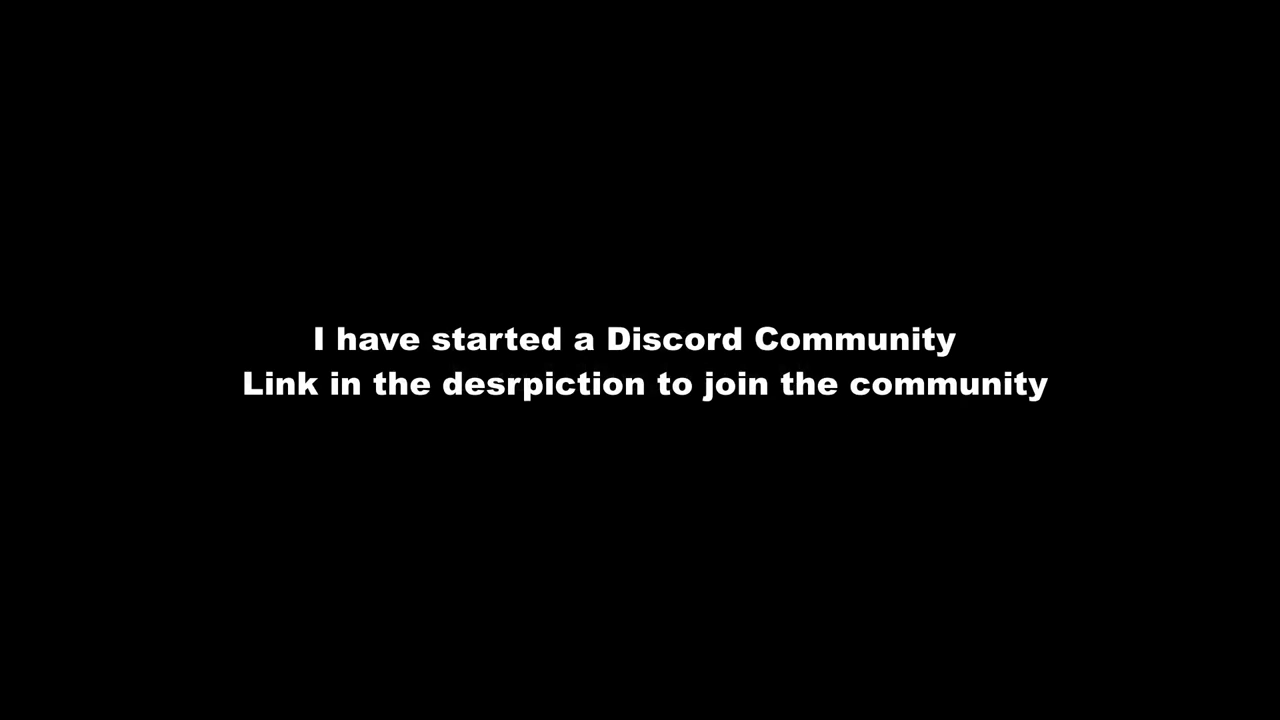 I have started a Discord Community
Link in the desrpiction to join the community